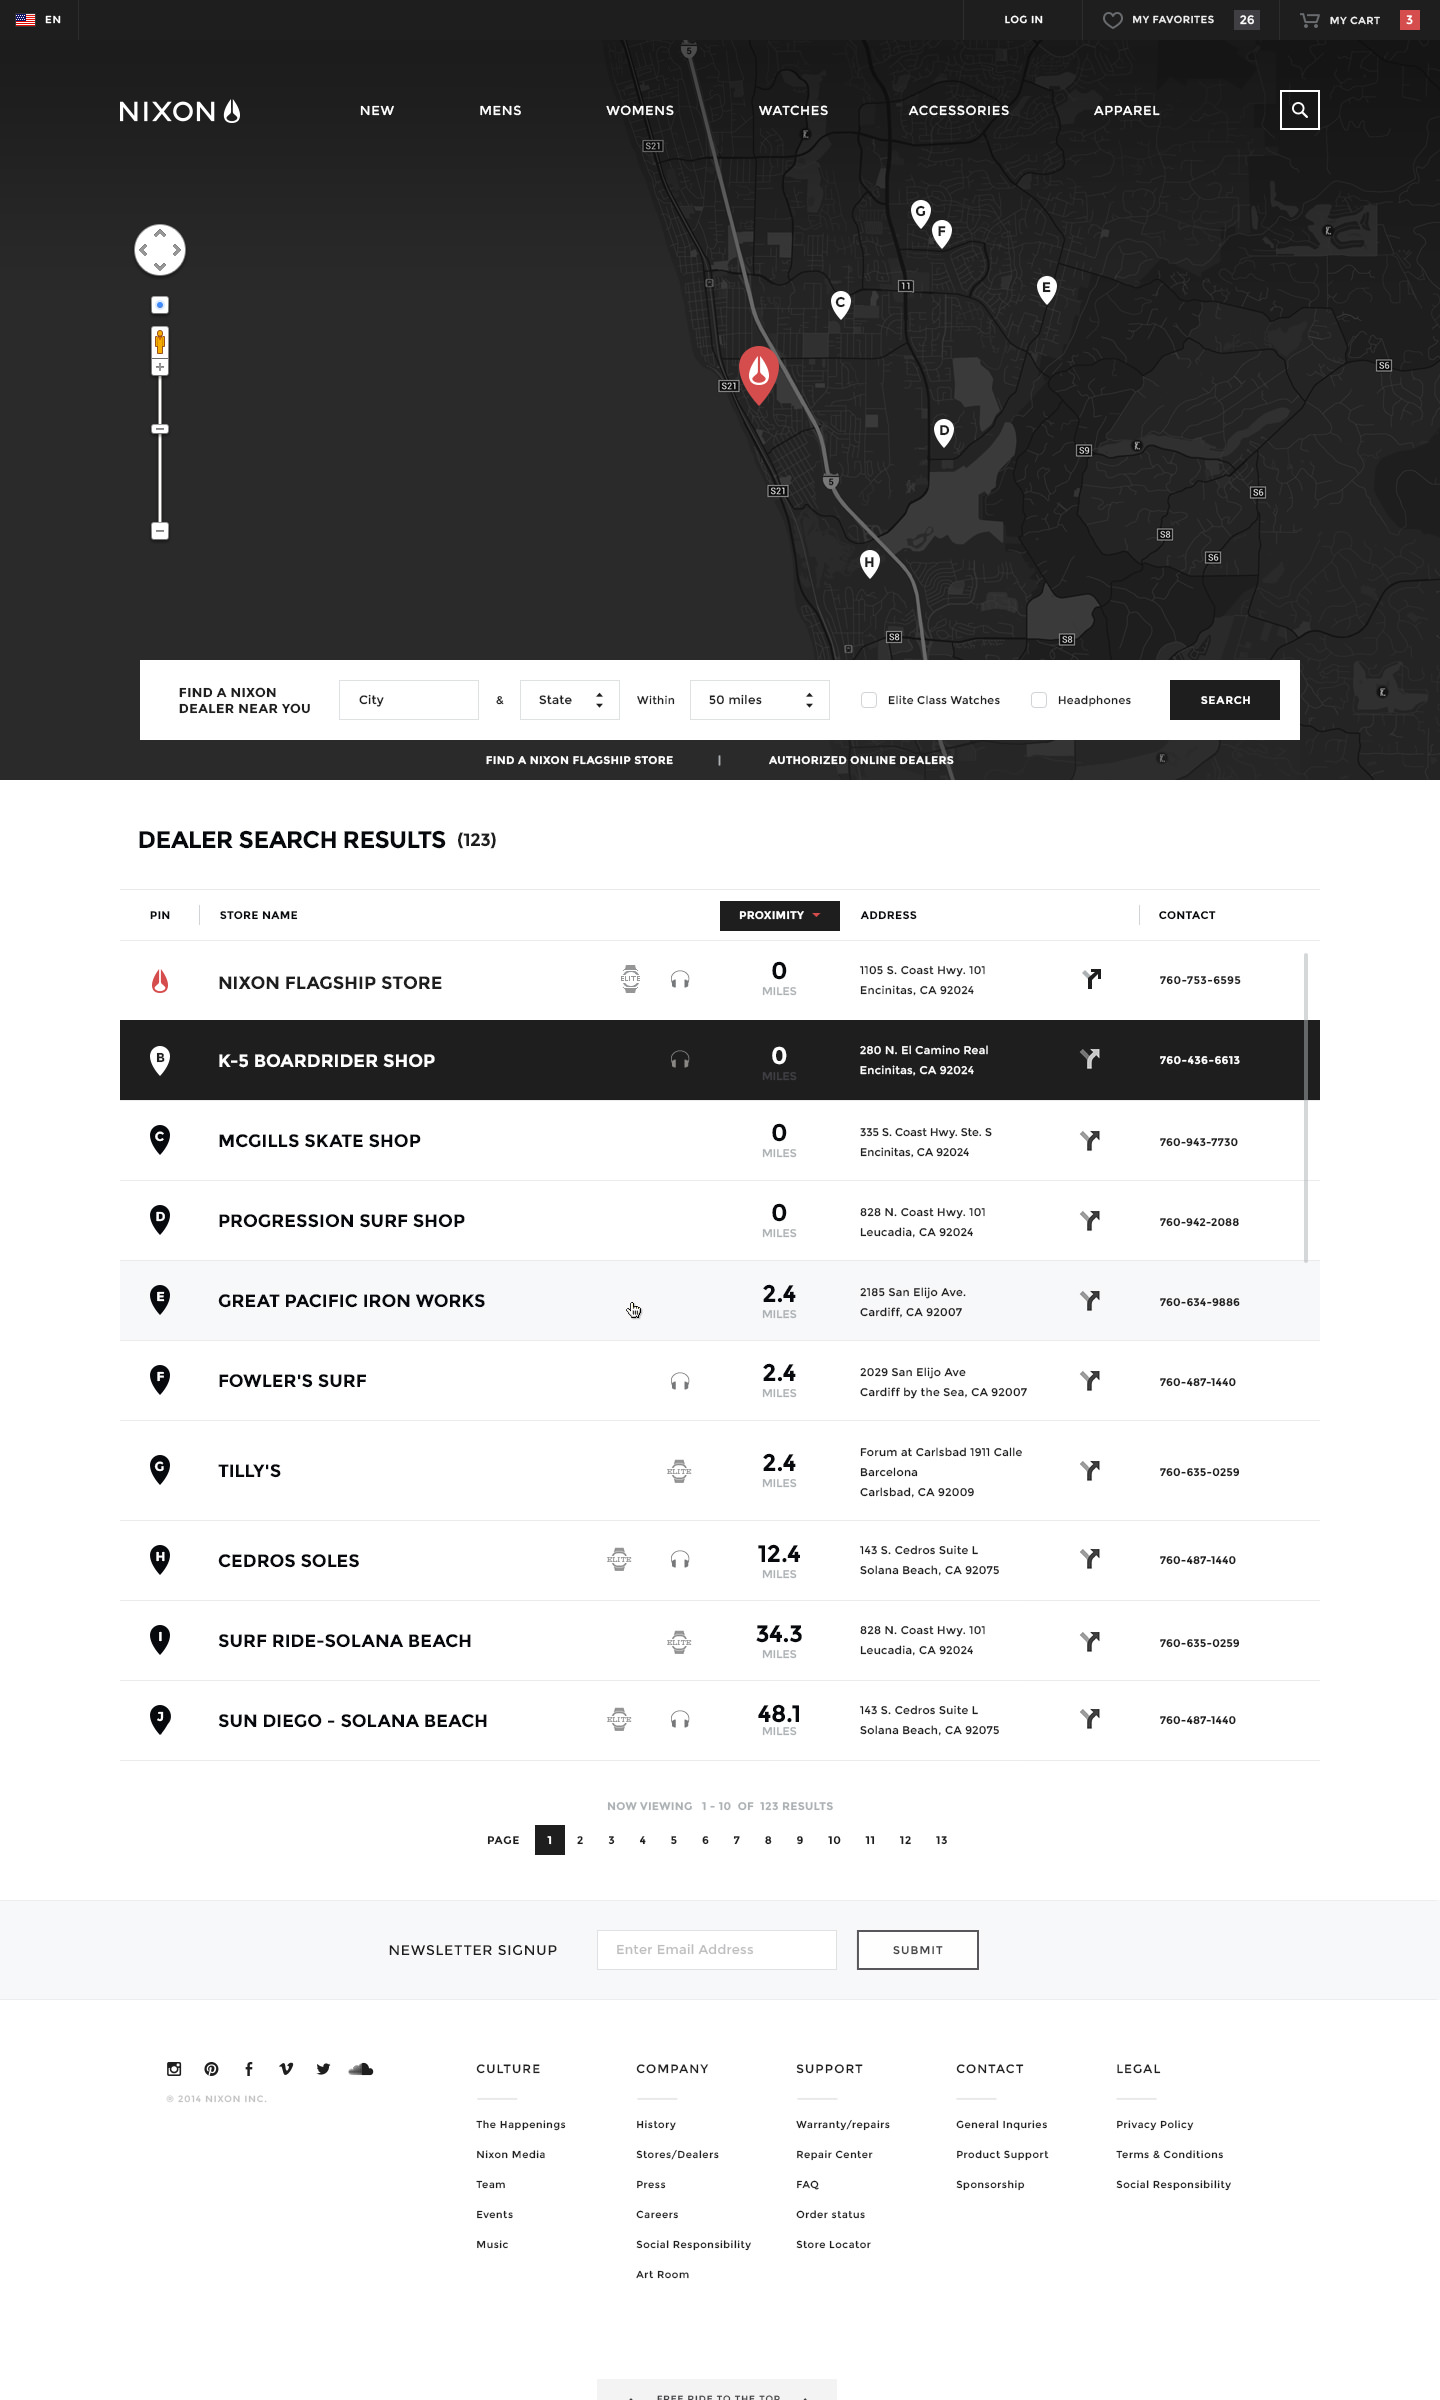 EN
LOG IN
MY FAVORITES 26
MY CART 3
NIXON
NEW MENS WOMENS WATCHES ACCESSORIES APPAREL
5
S21
G
F
11
E
C
S21
S6
D
S9
S21
5
S6
S8
S6
H
S8
S8
FIND A NIXON
DEALER NEAR YOU
City & State Within 50 miles Elite Class Watches Headphones SEARCH
FIND A NIXON FLAGSHIP STORE | AUTHORIZED ONLINE DEALERS
DEALER SEARCH RESULTS (123)
PIN STORE NAME PROXIMITY ADDRESS CONTACT
NIXON FLAGSHIP STORE ELITE 0 MILES
1105 S. Coast Hwy. 101
Encinitas, CA 92024
760-753-6595
B K-5 BOARDRIDER SHOP 0 MILES
280 N. El Camino Real
Encinitas, CA 92024
760-436-6613
C MCGILLS SKATE SHOP 0 MILES
335 S. Coast Hwy. Ste. S
Encinitas, CA 92024
760-943-7730
D PROGRESSION SURF SHOP 0 MILES
828 N. Coast Hwy. 101
Leucadia, CA 92024
760-942-2088
E GREAT PACIFIC IRON WORKS 2.4 MILES
2185 San Elijo Ave.
Cardiff, CA 92007
760-634-9886
F FOWLER'S SURF 2.4 MILES
2029 San Elijo Ave
Cardiff by the Sea, CA 92007
760-487-1440
G TILLY'S ELITE 2.4 MILES
Forum at Carlsbad 1911 Calle
Barcelona
Carlsbad, CA 92009
760-635-0259
H CEDROS SOLES ELITE 12.4 MILES
143 S. Cedros Suite L
Solana Beach, CA 92075
760-487-1440
I SURF RIDE-SOLANA BEACH ELITE 34.3 MILES
828 N. Coast Hwy. 101
Leucadia, CA 92024
760-635-0259
J SUN DIEGO - SOLANA BEACH ELITE 48.1 MILES
143 S. Cedros Suite L
Solana Beach, CA 92075
760-487-1440
NOW VIEWING 1 - 10 OF 123 RESULTS
PAGE 1 2 3 4 5 6 7 8 9 10 11 12 13
NEWSLETTER SIGNUP Enter Email Address SUBMIT
© 2014 NIXON INC.
CULTURE
The Happenings
Nixon Media
Team
Events
Music
COMPANY
History
Stores/Dealers
Press
Careers
Social Responsibility
Art Room
SUPPORT
Warranty/repairs
Repair Center
FAQ
Order status
Store Locator
CONTACT
General Inquries
Product Support
Sponsorship
LEGAL
Privacy Policy
Terms & Conditions
Social Responsibility
FREE RIDE TO THE TOP